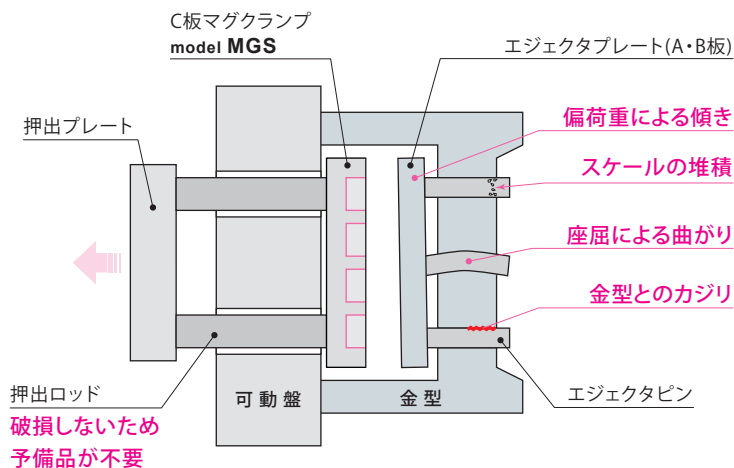 C板マグクランプ
model MGS
エジェクタプレート(A・B板)
押出プレート
偏荷重による傾き
スケールの堆積
座屈による曲がり
金型とのカジリ
押出ロッド
破損しないため
予備品が不要
可動盤
金型
エジェクタピン